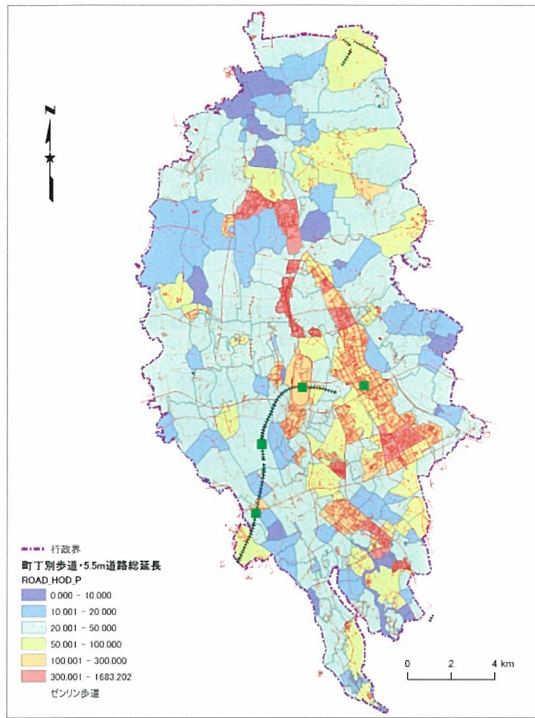 N
行政界
町丁別歩道・5.5m道路総延長
ROAD_HOD_P
0.000 - 10.000
10.001 - 20.000
20.001 - 50.000
50.001 - 100.000
100.001 - 300.000
300.001 - 1683.202
ゼンリン歩道
0 2 4 km